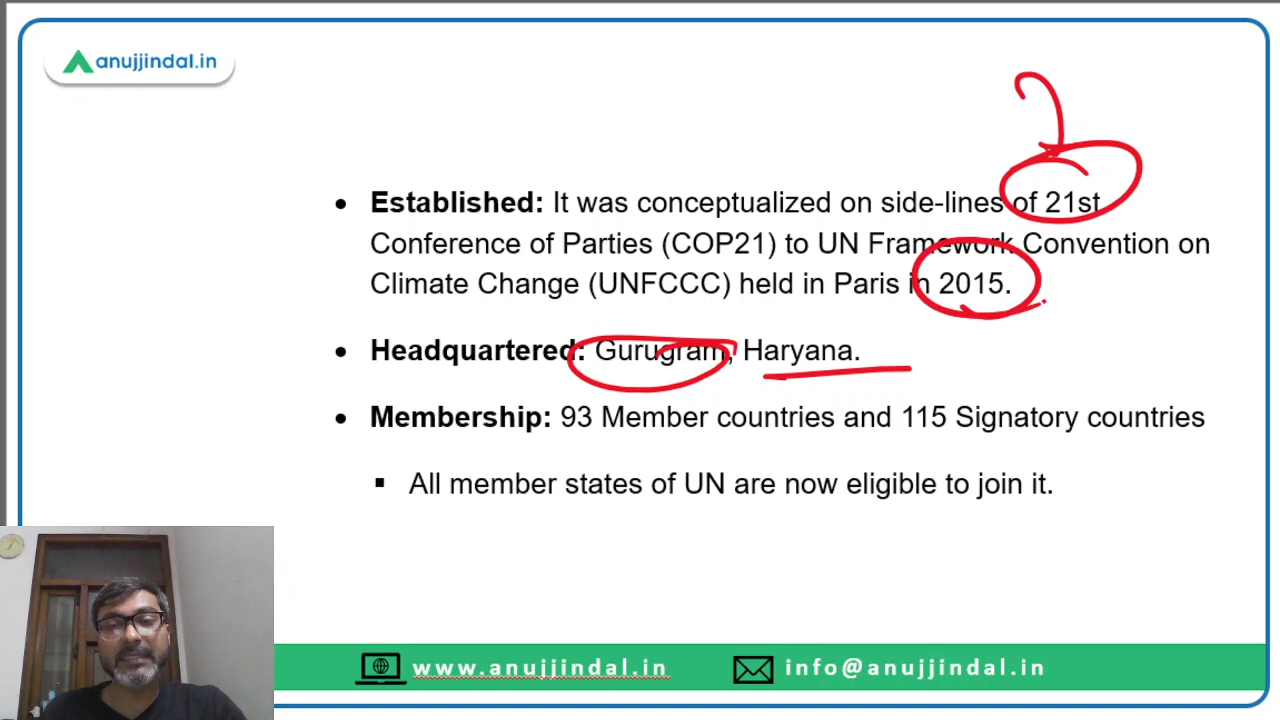 anujjindal.in
• Established: It was conceptualized on side-lines of 21st
Conference of Parties (COP21) to UN Framework Convention on
Climate Change (UNFCCC) held in Paris in 2015.
• Headquartered: Gurugram, Haryana.
• Membership: 93 Member countries and 115 Signatory countries
▪ All member states of UN are now eligible to join it.
www.anujjindal.in info@anujjindal.in